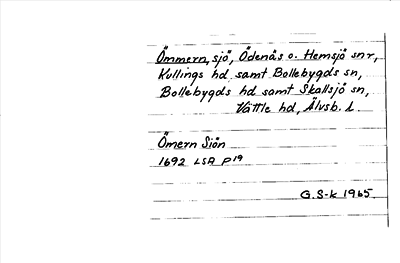 Ömmern, sjö, Ödenäs o. Hemsjö snr,
Kullings hd samt Bollebygds sn,
Bollebygds hd samt Skallsjö sn,
Vättle hd, Älvsb. l.
Ömern Siön
1692 LSA P19
G.S-k 1965